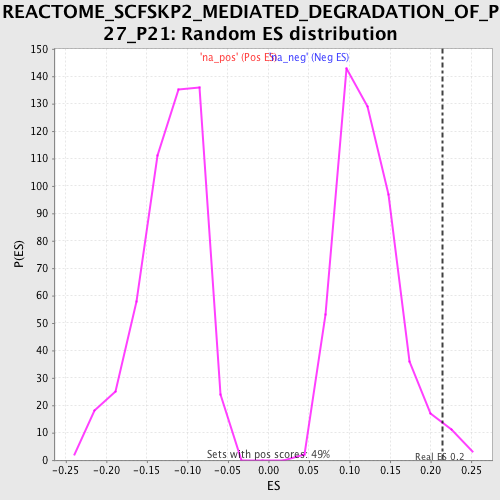 REACTOME_SCFSKP2_MEDIATED_DEGRADATION_OF_P
27_P21: Random ES distribution
'na_pos' (Pos ES) 'na_neg' (Neg ES)
150
140
130
120
110
100
90
80
70
60
50
40
30
20
10
0
P(ES)
Sets with pos scores: 49%
Real ES 0.2
-0.25 -0.20 -0.15 -0.10 -0.05 0.00 0.05 0.10 0.15 0.20 0.25
ES